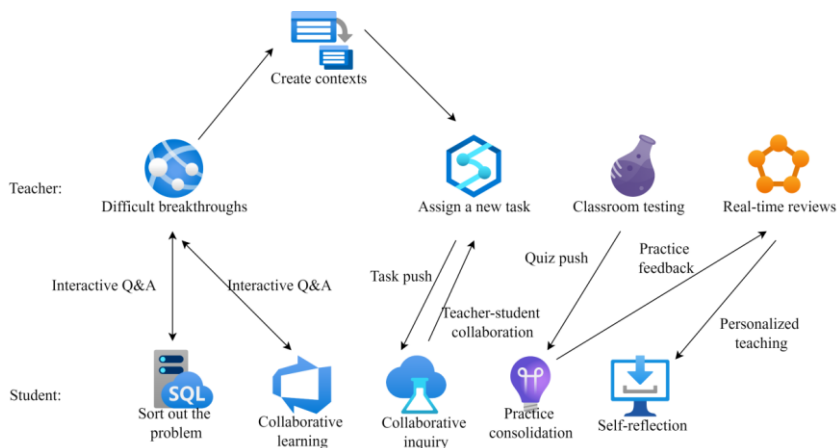 Create contexts
Teacher:
Difficult breakthroughs
Assign a new task
Classroom testing
Real-time reviews
Interactive Q&A
Interactive Q&A
Task push
Teacher-student
collaboration
Quiz push
Practice
feedback
Personalized
teaching
Student:
SQL
Sort out the
problem
Collaborative
learning
Collaborative
inquiry
Practice
consolidation
Self-reflection